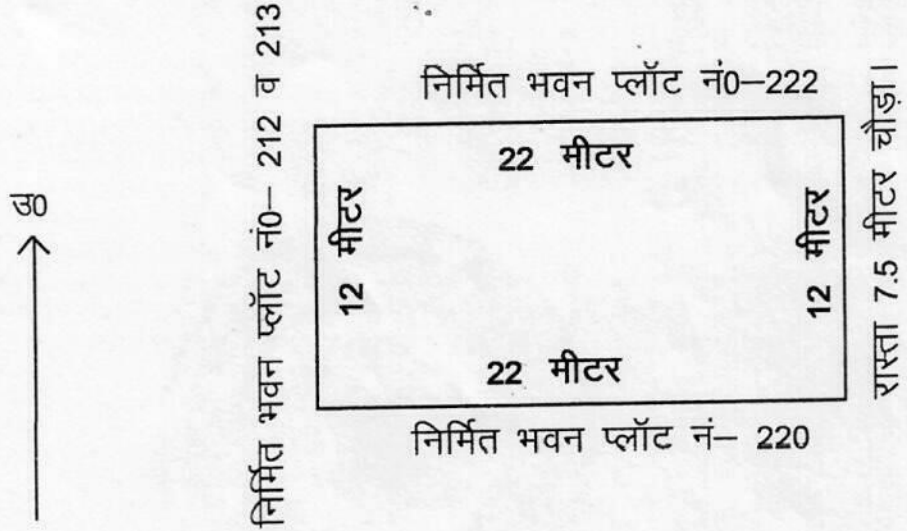 उ0
निर्मित भवन प्लॉट नं0– 212 व 213
निर्मित भवन प्लॉट नं0–222
22 मीटर
12 मीटर
12 मीटर
22 मीटर
निर्मित भवन प्लॉट नं– 220
रास्ता 7.5 मीटर चौड़ा।